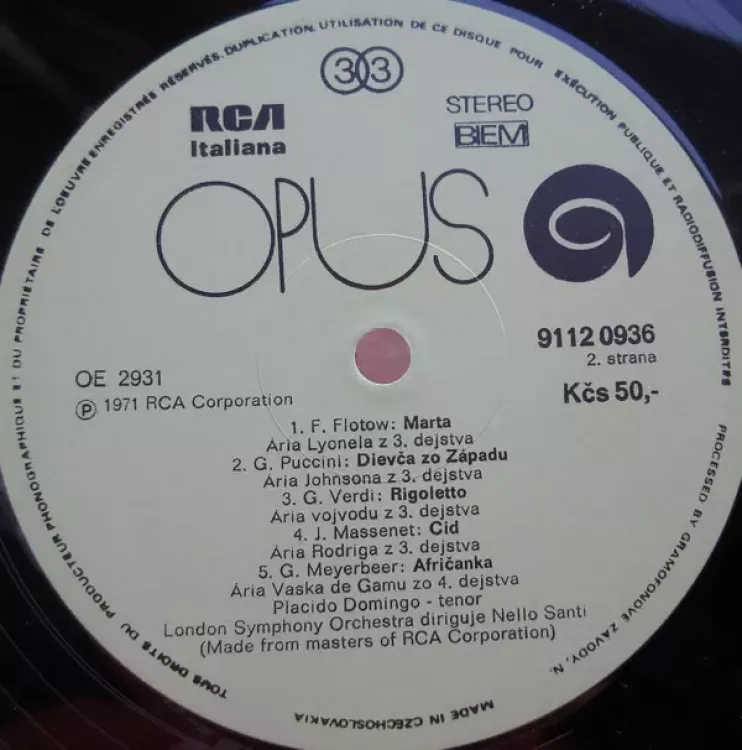 TOUS DROITS DU PRODUCTEUR PHONOGRAPHIQUE ET DU PROPRIETAIRE DE L'OEUVRE ENREGISTRÉS RÉSERVÉS. DUPLICATION. UTILISATION DE CE DISQUE POUR EXÉCUTION PUBLIQUE ET RADIODIFFUSION INTERDITES
33
RCA
Italiana
STEREO
BIEM
OPUS
9112 0936
2. strana
OE 2931
Kčs 50,-
Ⓟ 1971 RCA Corporation
1. F. Flotow: Marta
Ária Lyonela z 3. dejstva
2. G. Puccini: Dievča zo Západu
Ária Johnsona z 3. dejstva
3. G. Verdi: Rigoletto
Ária vojvodu z 3. dejstva
4. J. Massenet: Cid
Ária Rodriga z 3. dejstva
5. G. Meyerbeer: Afričanka
Ária Vaska de Gamu zo 4. dejstva
Placido Domingo - tenor
London Symphony Orchestra diriguje Nello Santi
(Made from masters of RCA Corporation)
PROCESSED BY GRAMOFONOVÉ ZÁVODY, N.
MADE IN CZECHOSLOVAKIA